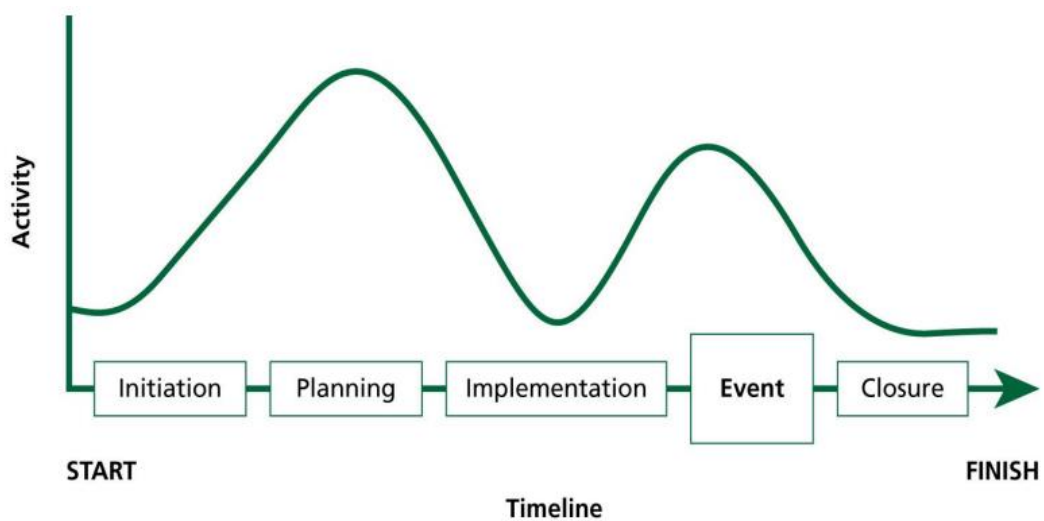 Activity
Initiation
Planning
Implementation
Event
Closure
START
FINISH
Timeline